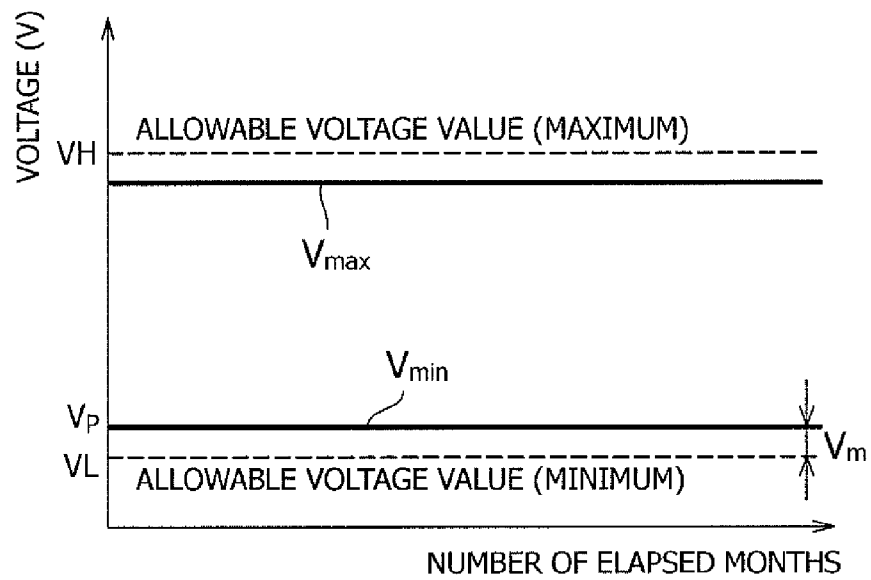 VOLTAGE (V)
ALLOWABLE VOLTAGE VALUE (MAXIMUM)
VH
Vmax
Vmin
VP
Vm
VL
ALLOWABLE VOLTAGE VALUE (MINIMUM)
NUMBER OF ELAPSED MONTHS